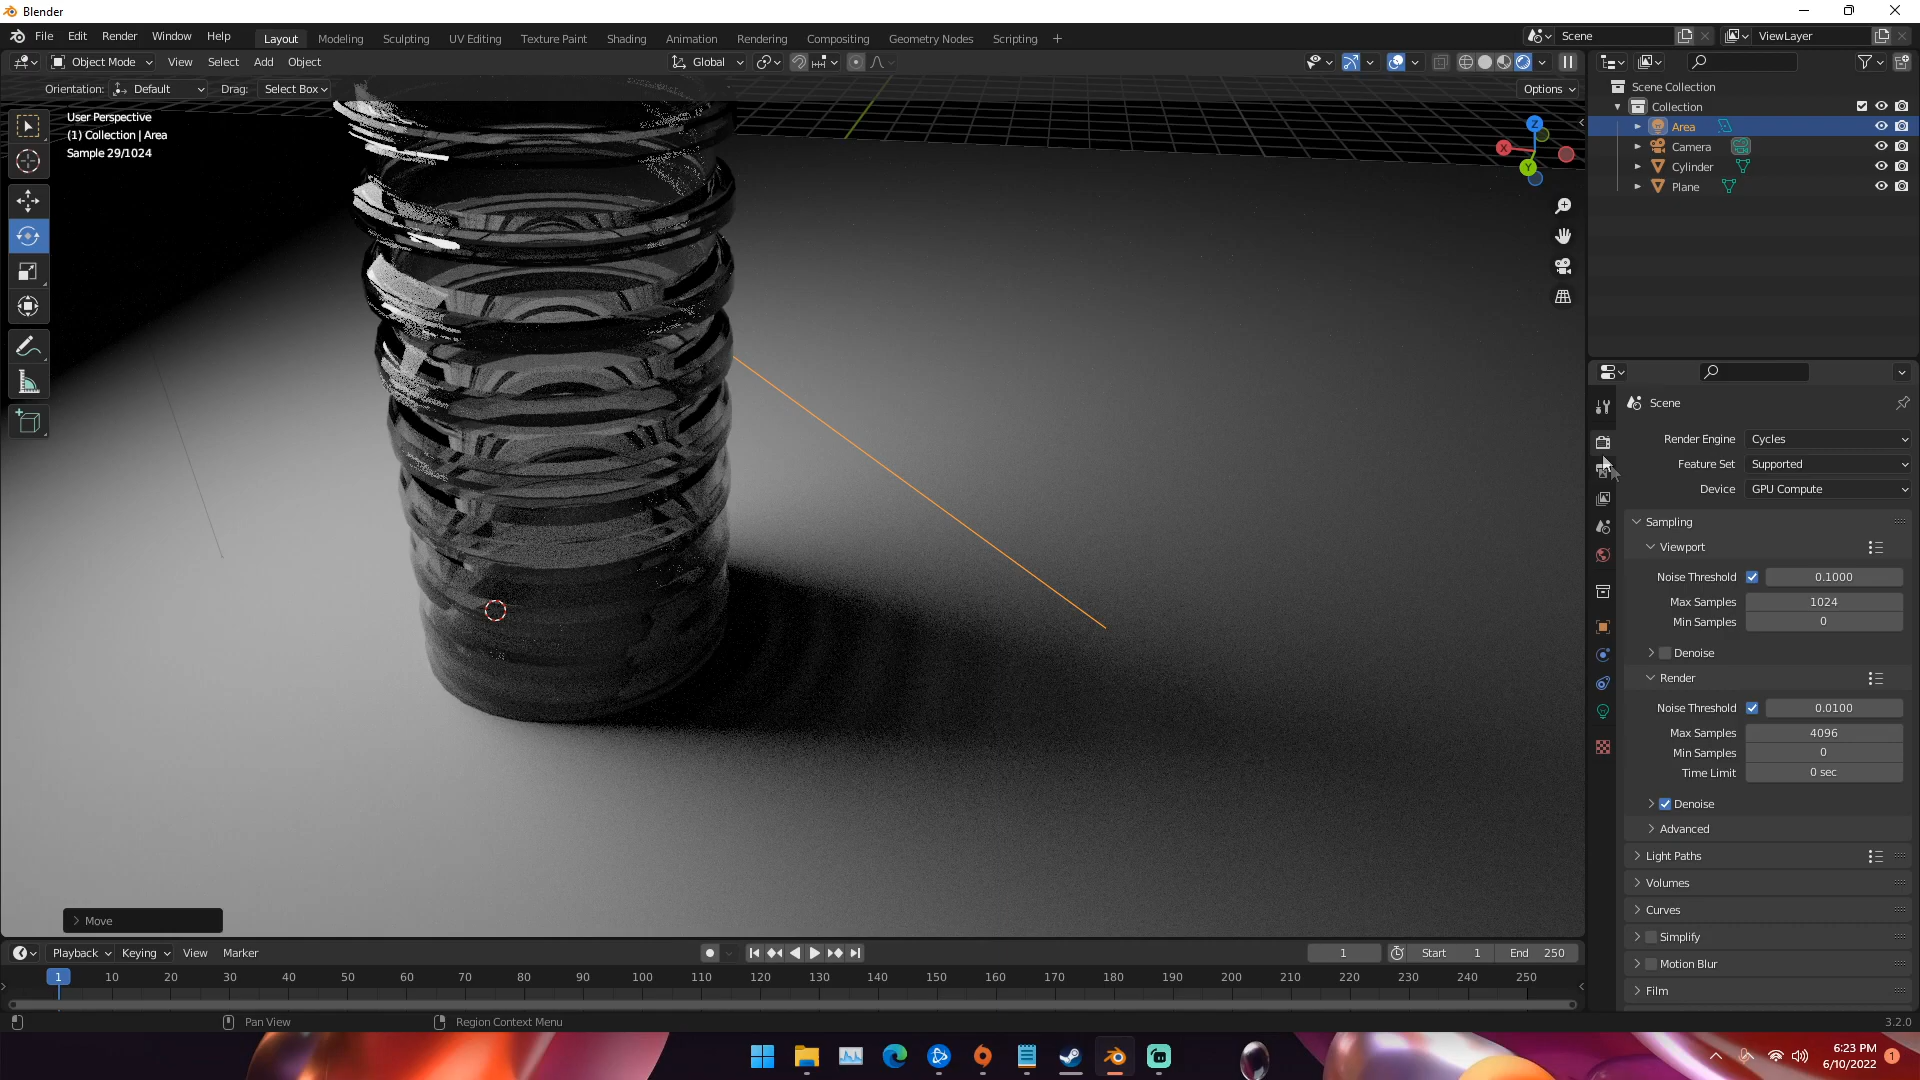 Blender
File Edit Render Window Help Layout Modeling Sculpting UV Editing Texture Paint Shading Animation Rendering Compositing Geometry Nodes Scripting + Scene ViewLayer
Object Mode View Select Add Object Global
Orientation: Default Drag: Select Box Options
User Perspective
(1) Collection | Area
Sample 29/1024
Z
X
Y
Scene Collection
Collection
Area
Camera
Cylinder
Plane
Scene
Render Engine Cycles
Feature Set Supported
Device GPU Compute
Sampling
Viewport
Noise Threshold 0.1000
Max Samples 1024
Min Samples 0
Denoise
Render
Noise Threshold 0.0100
Max Samples 4096
Min Samples 0
Time Limit 0 sec
Denoise
Advanced
Light Paths
Volumes
Curves
Simplify
Motion Blur
Film
Move
Playback Keying View Marker 1 Start 1 End 250
1 10 20 30 40 50 60 70 80 90 100 110 120 130 140 150 160 170 180 190 200 210 220 230 240 250
Pan View Region Context Menu 3.2.0
6:23 PM
6/10/2022
1